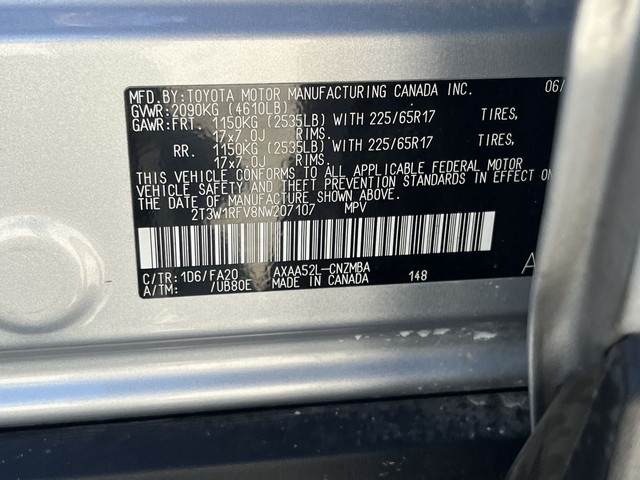 MFD.BY:TOYOTA MOTOR MANUFACTURING CANADA INC. 06/
GVWR:2090KG (4610LB)
GAWR:FRT. 1150KG (2535LB) WITH 225/65R17 TIRES,
17x7.0J RIMS.
RR. 1150KG (2535LB) WITH 225/65R17 TIRES,
17x7.0J RIMS.
THIS VEHICLE CONFORMS TO ALL APPLICABLE FEDERAL MOTOR
VEHICLE SAFETY AND THEFT PREVENTION STANDARDS IN EFFECT ON
THE DATE OF MANUFACTURE SHOWN ABOVE.
2T3W1RFV8NW207107 MPV
C/TR:1D6/FA20 AXAA52L-CNZMBA 148 A
A/TM: /UB80E MADE IN CANADA